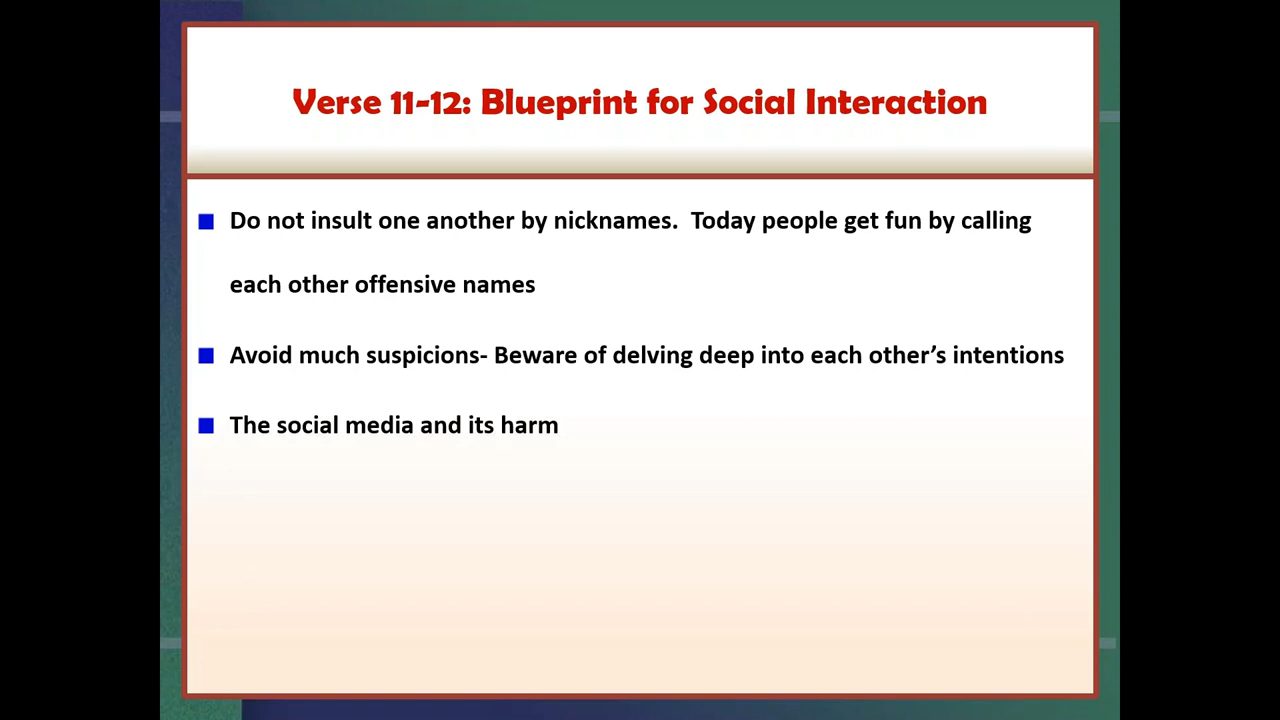 Verse 11-12: Blueprint for Social Interaction
Do not insult one another by nicknames.  Today people get fun by calling
each other offensive names
Avoid much suspicions- Beware of delving deep into each other’s intentions
The social media and its harm